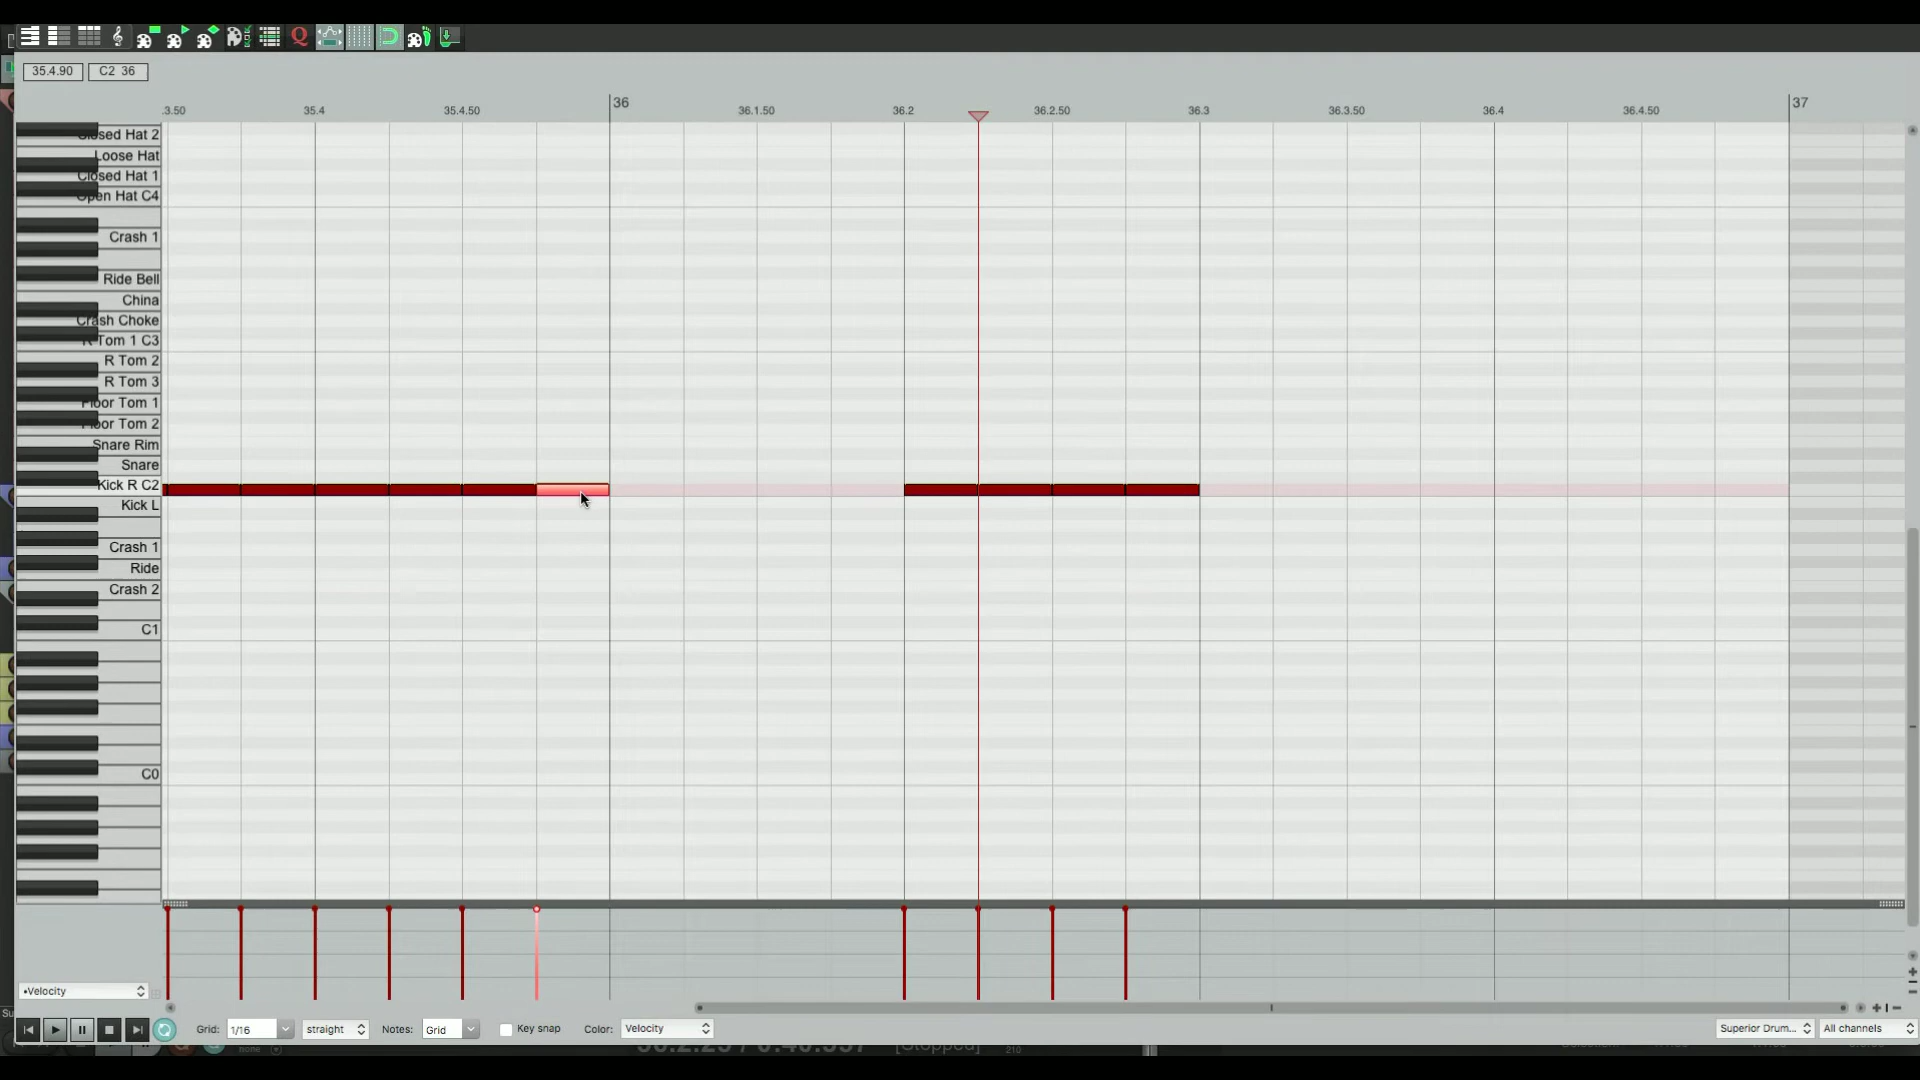 Q
35.4.90
C2 36
.3.50
35.4
35.4.50
36
36.1.50
36.2
36.2.50
36.3
36.3.50
36.4
36.4.50
37
Closed Hat 2
Loose Hat
Closed Hat 1
Open Hat C4
Crash 1
Ride Bell
China
Crash Choke
R Tom 1 C3
R Tom 2
R Tom 3
Floor Tom 1
Floor Tom 2
Snare Rim
Snare
Kick R C2
Kick L
Crash 1
Ride
Crash 2
C1
C0
•Velocity
Grid: 1/16 straight Notes: Grid Key snap Color: Velocity Superior Drum... All channels
none
[Stopped]
210